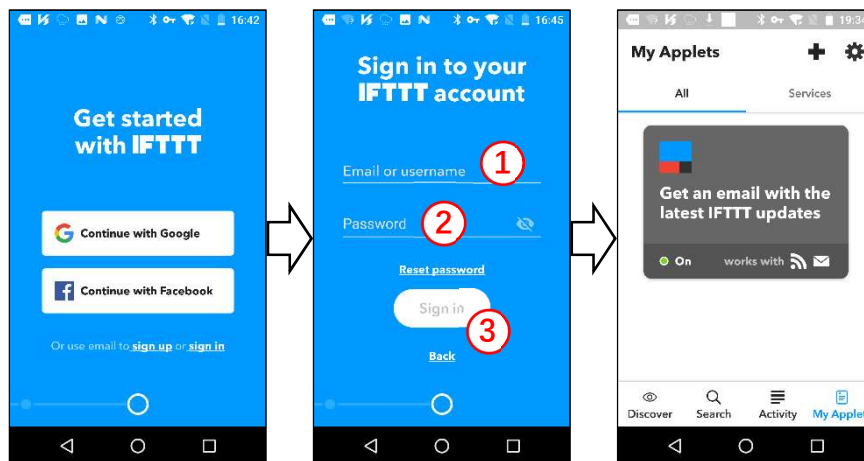 16:42
Get started
with IFTTT
Continue with Google
Continue with Facebook
Or use email to sign up or sign in
16:45
Sign in to your
IFTTT account
Email or username
1
Password
2
Reset password
Sign in
3
Back
19:34
My Applets
All
Services
Get an email with the
latest IFTTT updates
On
works with
Discover
Search
Activity
My Applet